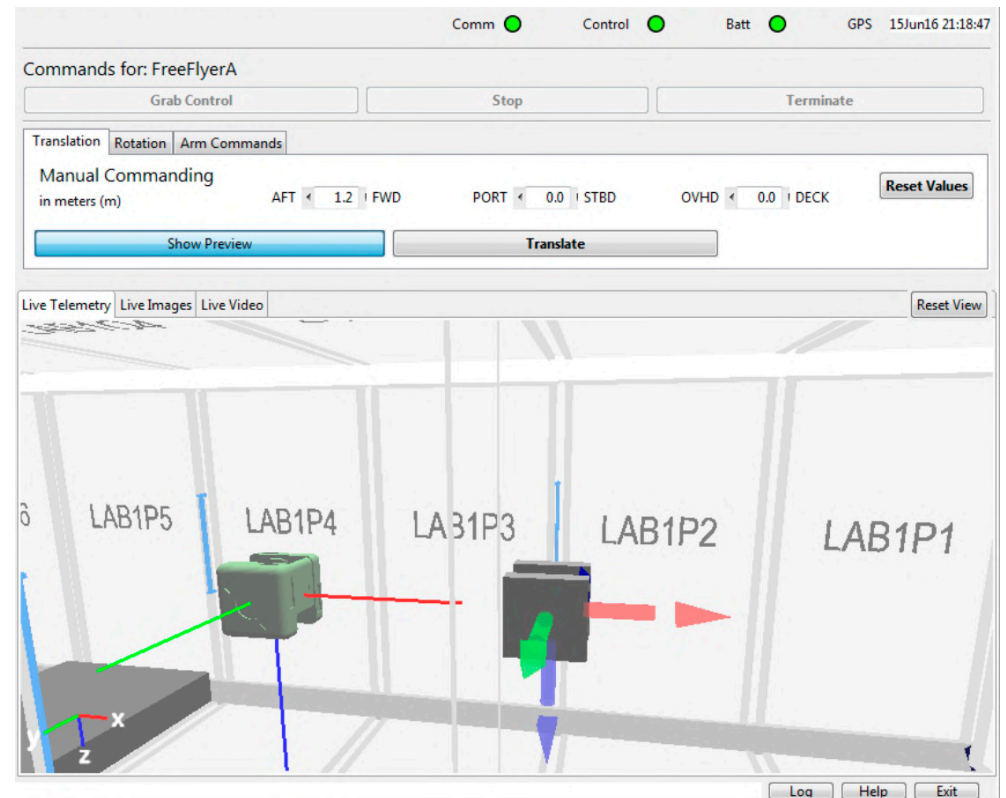 Comm Control Batt GPS 15Jun16 21:18:47
Commands for: FreeFlyerA
Grab Control Stop Terminate
Translation Rotation Arm Commands
Manual Commanding
in meters (m) AFT 1.2 FWD PORT 0.0 STBD OVHD 0.0 DECK Reset Values
Show Preview Translate
Live Telemetry Live Images Live Video Reset View
6 LAB1P5 LAB1P4 LAB1P3 LAB1P2 LAB1P1
x
y
z
Log Help Exit